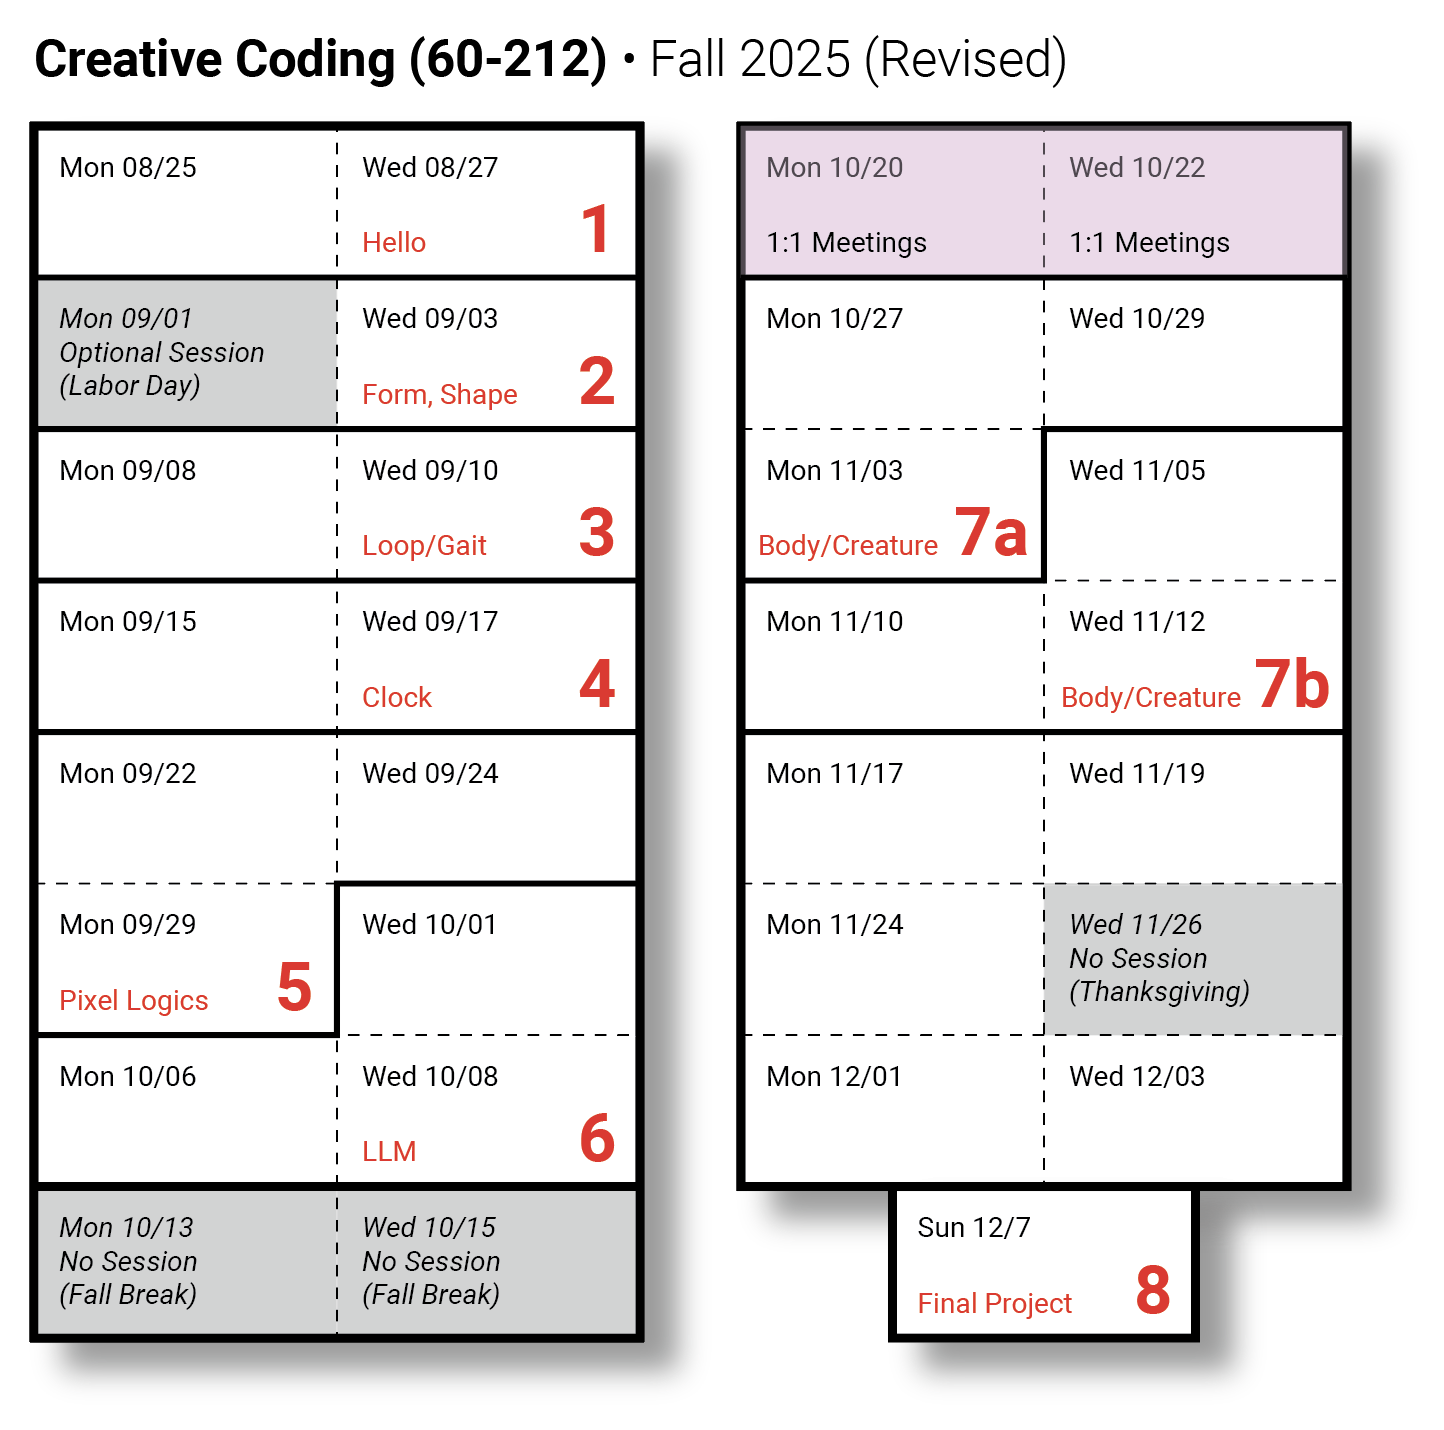 Creative Coding (60-212) • Fall 2025 (Revised)
Mon 08/25
Wed 08/27
Hello 1
Mon 09/01
Optional Session
(Labor Day)
Wed 09/03
Form, Shape 2
Mon 09/08
Wed 09/10
Loop/Gait 3
Mon 09/15
Wed 09/17
Clock 4
Mon 09/22
Wed 09/24
Mon 09/29
Pixel Logics 5
Wed 10/01
Mon 10/06
Wed 10/08
LLM 6
Mon 10/13
No Session
(Fall Break)
Wed 10/15
No Session
(Fall Break)
Mon 10/20
1:1 Meetings
Wed 10/22
1:1 Meetings
Mon 10/27
Wed 10/29
Mon 11/03
Body/Creature 7a
Wed 11/05
Mon 11/10
Wed 11/12
Body/Creature 7b
Mon 11/17
Wed 11/19
Mon 11/24
Wed 11/26
No Session
(Thanksgiving)
Mon 12/01
Wed 12/03
Sun 12/7
Final Project 8